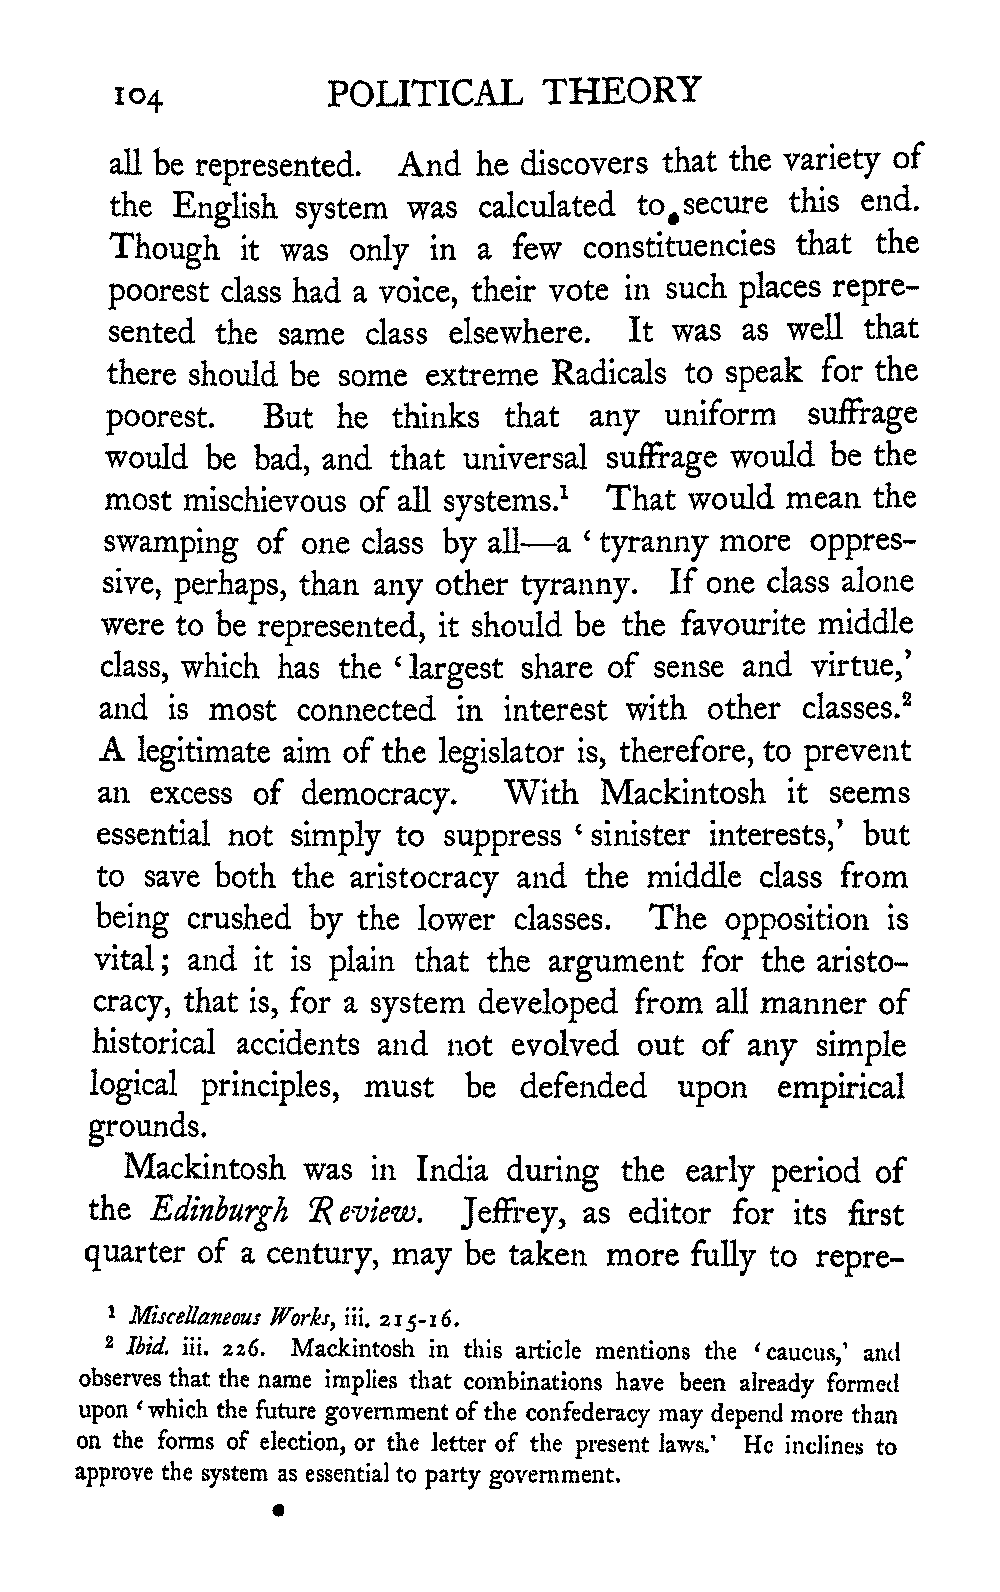 104 POLITICAL THEORY
all be represented. And he discovers that the variety of
the English system was calculated to secure this end.
Though it was only in a few constituencies that the
poorest class had a voice, their vote in such places repre-
sented the same class elsewhere. It was as well that
there should be some extreme Radicals to speak for the
poorest. But he thinks that any uniform suffrage
would be bad, and that universal suffrage would be the
most mischievous of all systems.¹ That would mean the
swamping of one class by all—a ‘ tyranny more oppres-
sive, perhaps, than any other tyranny. If one class alone
were to be represented, it should be the favourite middle
class, which has the ‘ largest share of sense and virtue,’
and is most connected in interest with other classes.²
A legitimate aim of the legislator is, therefore, to prevent
an excess of democracy. With Mackintosh it seems
essential not simply to suppress ‘ sinister interests,’ but
to save both the aristocracy and the middle class from
being crushed by the lower classes. The opposition is
vital ; and it is plain that the argument for the aristo-
cracy, that is, for a system developed from all manner of
historical accidents and not evolved out of any simple
logical principles, must be defended upon empirical
grounds.
Mackintosh was in India during the early period of
the Edinburgh Review. Jeffrey, as editor for its first
quarter of a century, may be taken more fully to repre-
¹ Miscellaneous Works, iii. 215-16.
² Ibid. iii. 226. Mackintosh in this article mentions the ‘ caucus,’ and
observes that the name implies that combinations have been already formed
upon ‘ which the future government of the confederacy may depend more than
on the forms of election, or the letter of the present laws.’ He inclines to
approve the system as essential to party government.